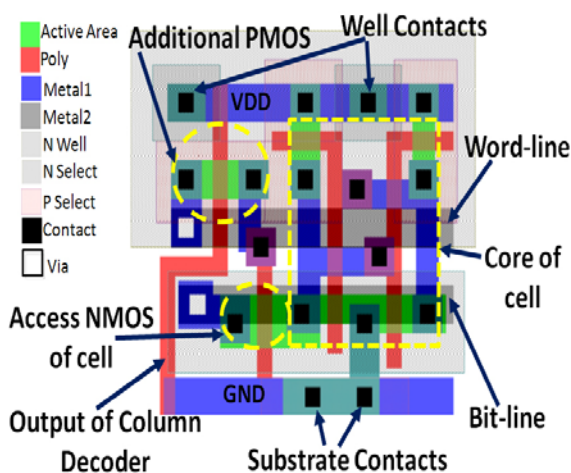 Active Area
Poly
Metal1
Metal2
N Well
N Select
P Select
Contact
Via
Additional PMOS
Well Contacts
VDD
Word-line
Core of
cell
Access NMOS
of cell
Bit-line
GND
Output of Column
Decoder
Substrate Contacts